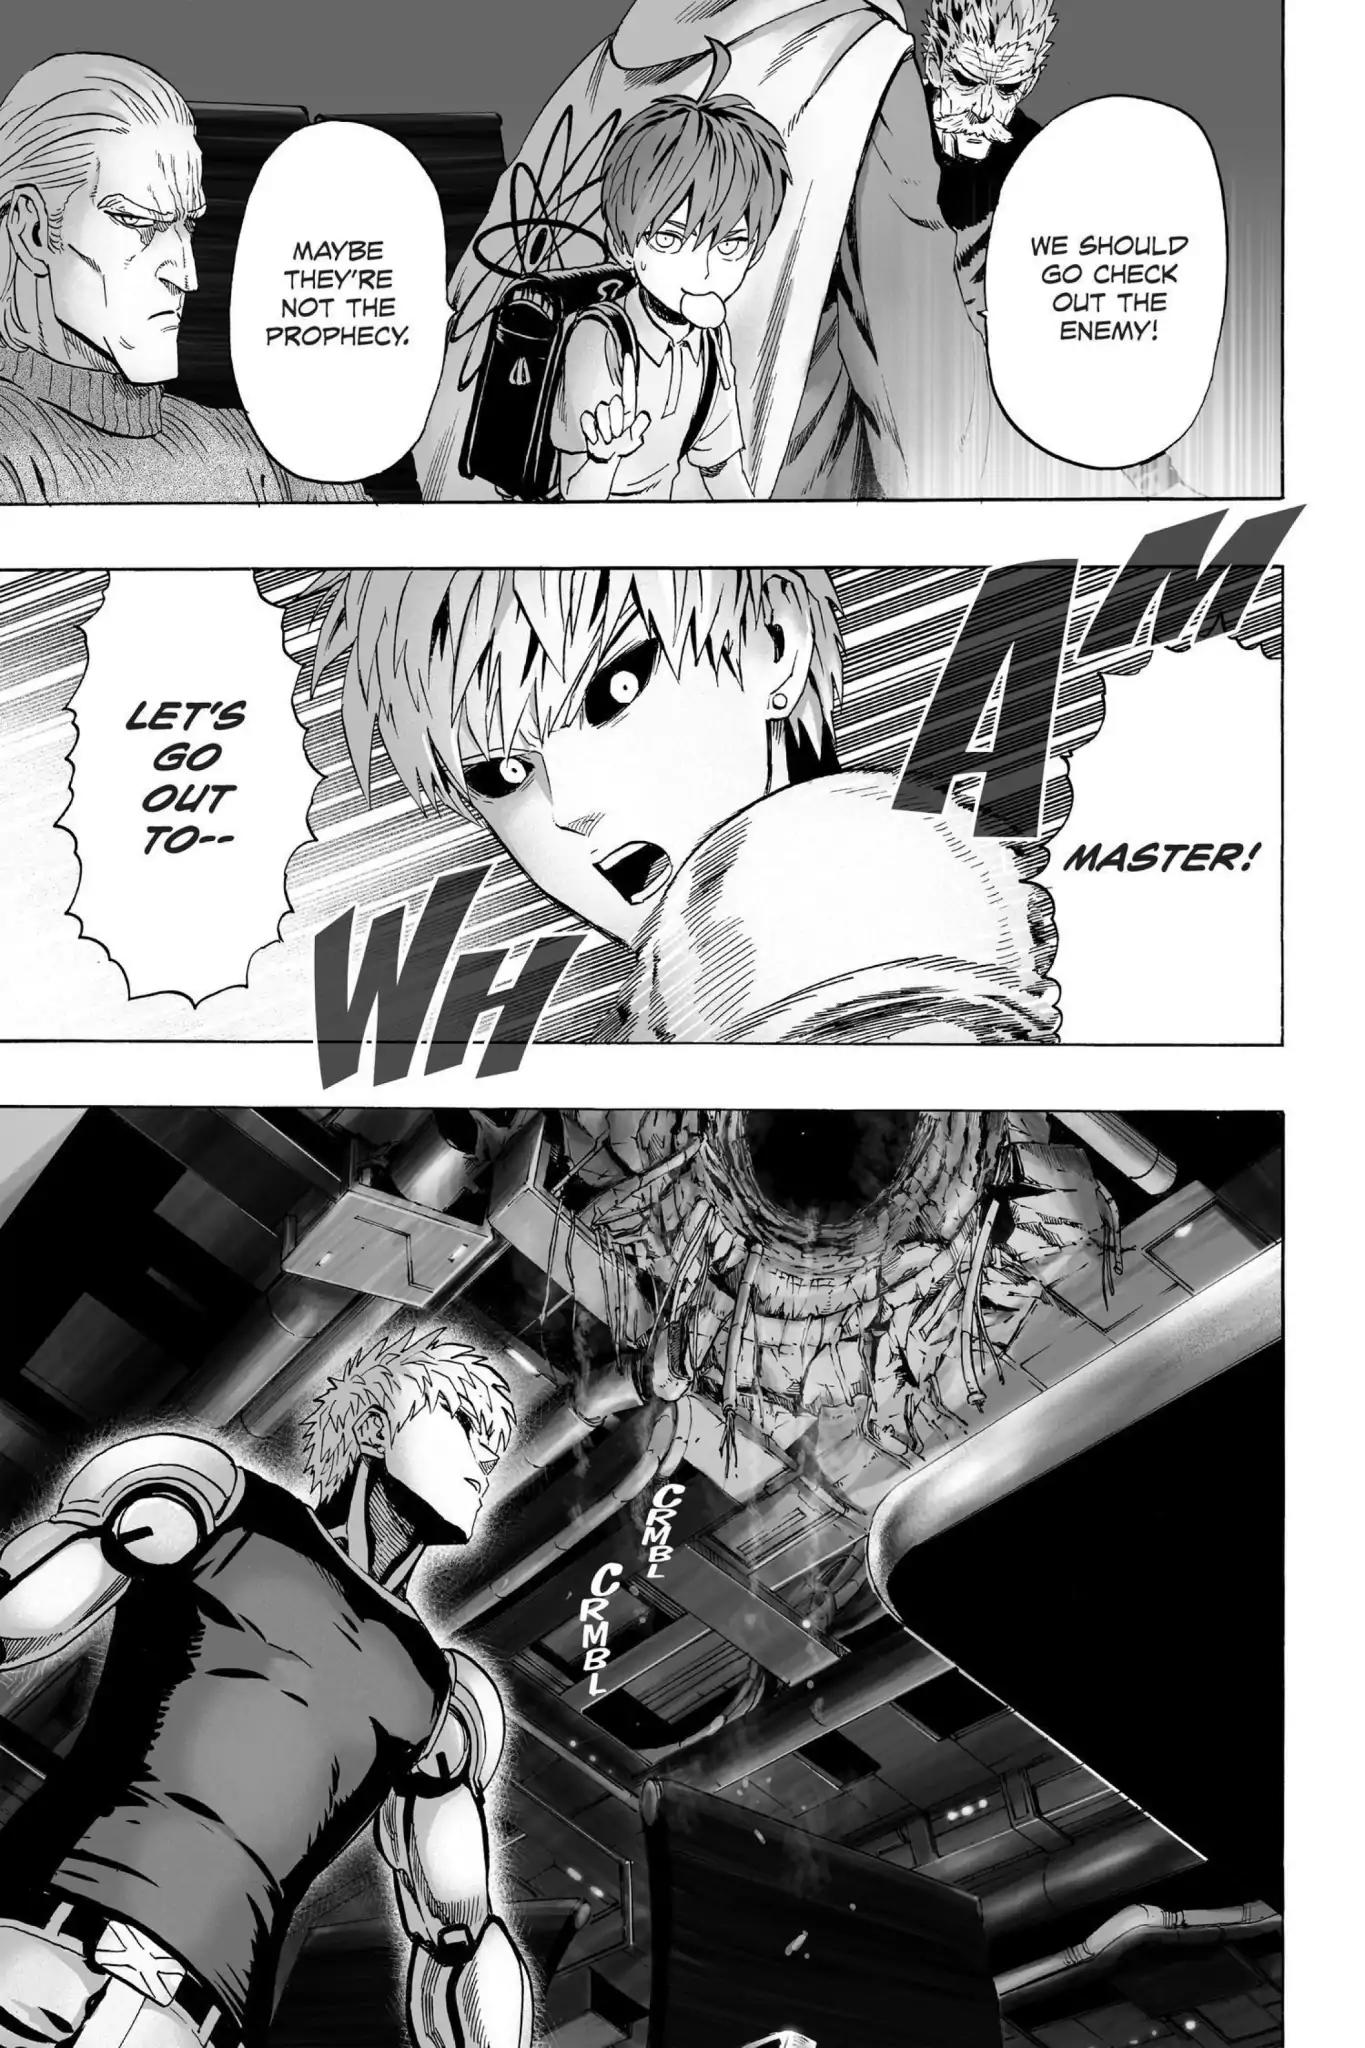 WE SHOULD
GO CHECK
OUT THE
ENEMY!
MAYBE
THEY'RE
NOT THE
PROPHECY.
MASTER!
LET'S
GO
OUT
TO--
WHAM
CRMBL
CRMBL